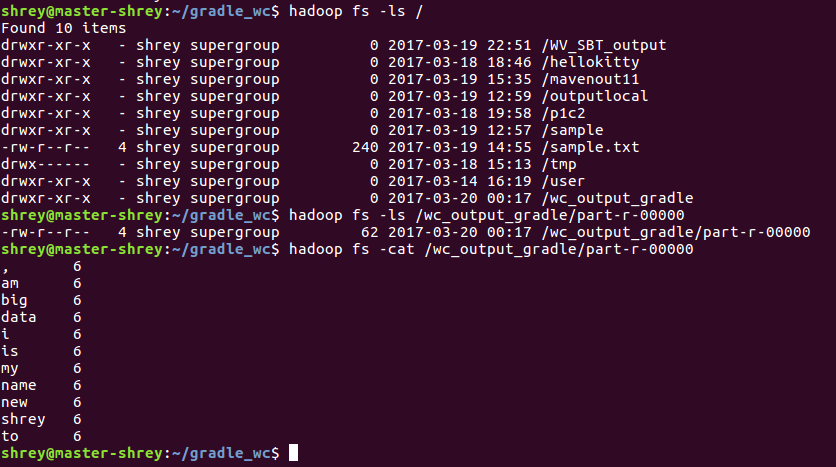 shrey@master-shrey:~/gradle_wc$ hadoop fs -ls /
Found 10 items
drwxr-xr-x   - shrey supergroup          0 2017-03-19 22:51 /WV_SBT_output
drwxr-xr-x   - shrey supergroup          0 2017-03-18 18:46 /hellokitty
drwxr-xr-x   - shrey supergroup          0 2017-03-19 15:35 /mavenout11
drwxr-xr-x   - shrey supergroup          0 2017-03-19 12:59 /outputlocal
drwxr-xr-x   - shrey supergroup          0 2017-03-18 19:58 /p1c2
drwxr-xr-x   - shrey supergroup          0 2017-03-19 12:57 /sample
-rw-r--r--   4 shrey supergroup        240 2017-03-19 14:55 /sample.txt
drwx------   - shrey supergroup          0 2017-03-18 15:13 /tmp
drwxr-xr-x   - shrey supergroup          0 2017-03-14 16:19 /user
drwxr-xr-x   - shrey supergroup          0 2017-03-20 00:17 /wc_output_gradle
shrey@master-shrey:~/gradle_wc$ hadoop fs -ls /wc_output_gradle/part-r-00000
-rw-r--r--   4 shrey supergroup         62 2017-03-20 00:17 /wc_output_gradle/part-r-00000
shrey@master-shrey:~/gradle_wc$ hadoop fs -cat /wc_output_gradle/part-r-00000
,       6
am      6
big     6
data    6
i       6
is      6
my      6
name    6
new     6
shrey   6
to      6
shrey@master-shrey:~/gradle_wc$